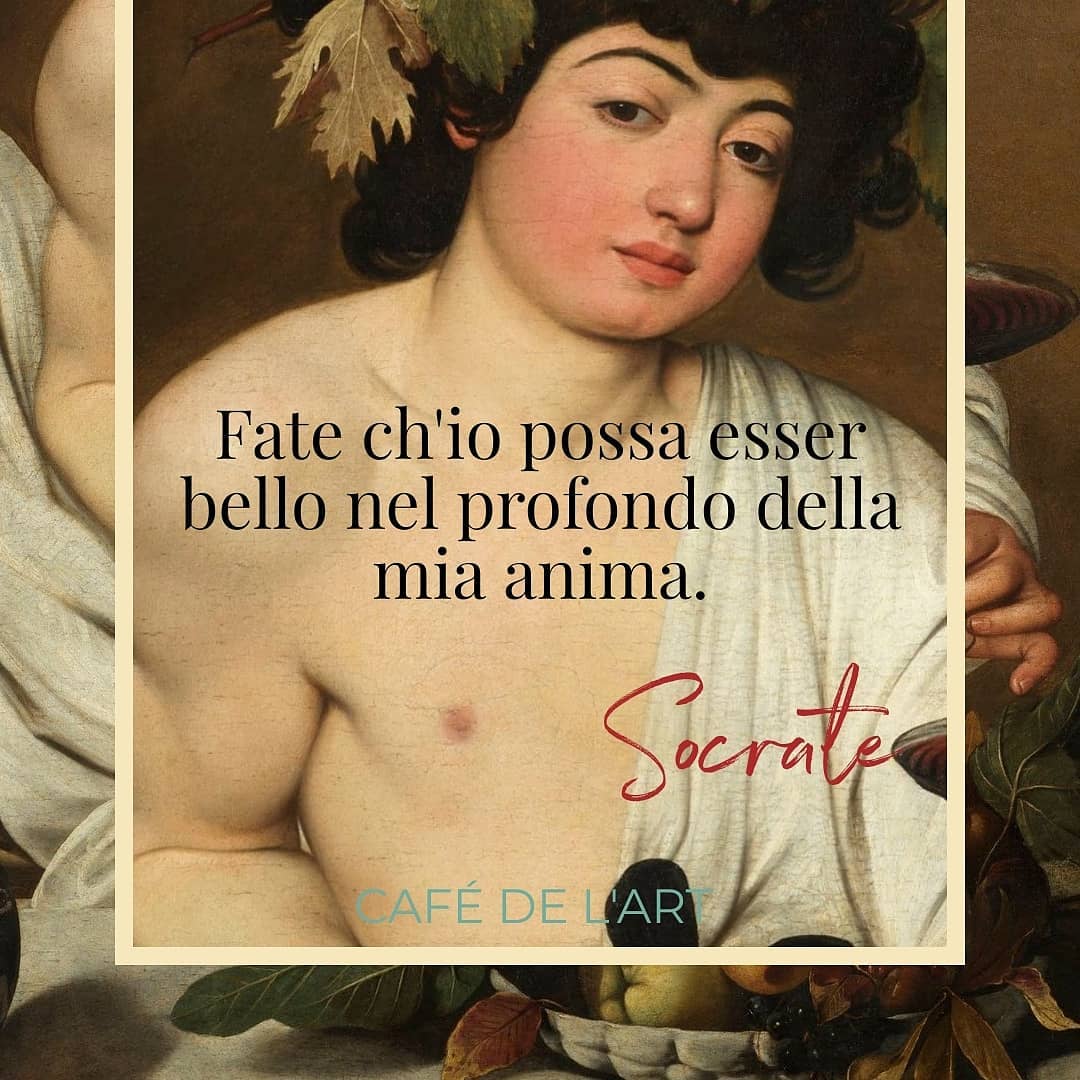 Fate ch'io possa esser
bello nel profondo della
mia anima.
Socrate
CAFÉ DE L'ART